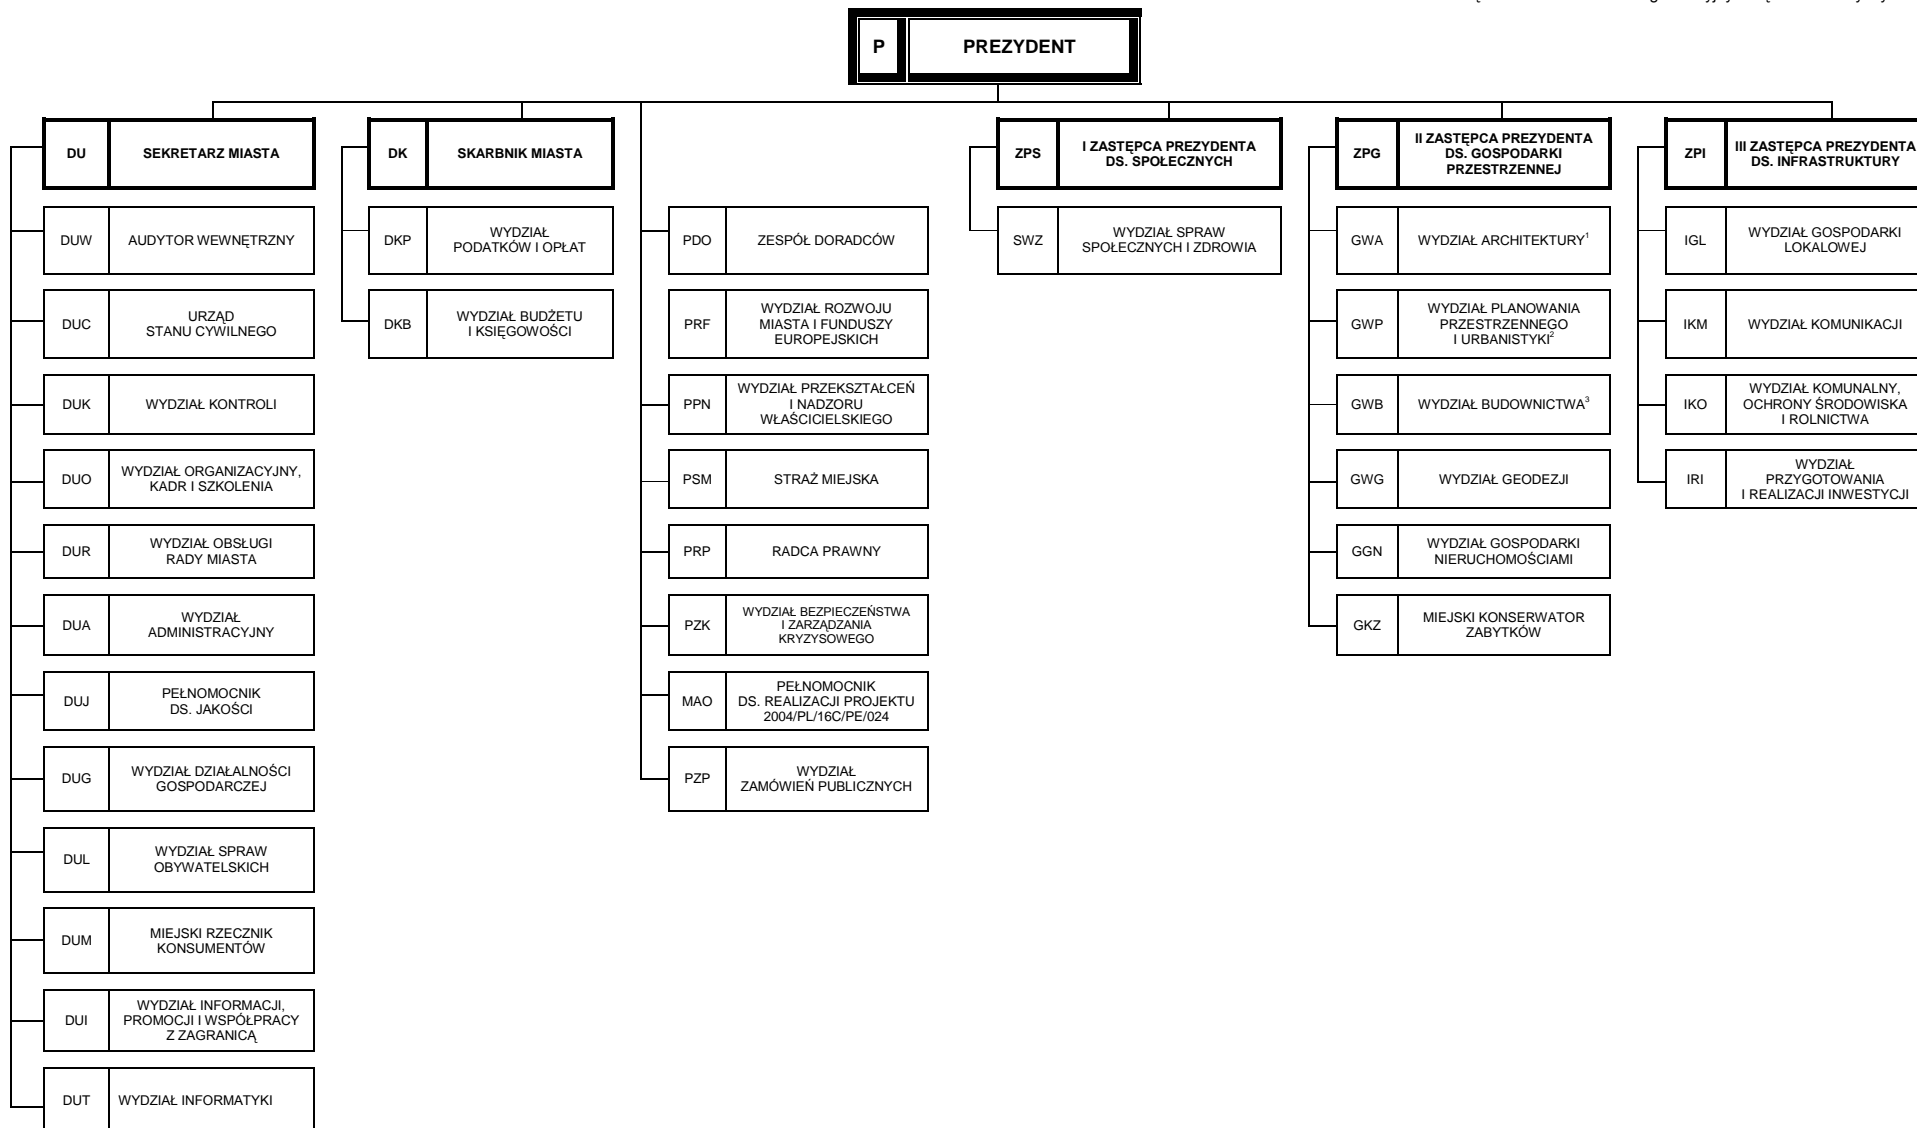 P
PREZYDENT
DU
SEKRETARZ MIASTA
DUW
AUDYTOR WEWNĘTRZNY
DUC
URZĄD
STANU CYWILNEGO
DUK
WYDZIAŁ KONTROLI
DUO
WYDZIAŁ ORGANIZACYJNY,
KADR I SZKOLENIA
DUR
WYDZIAŁ OBSŁUGI
RADY MIASTA
DUA
WYDZIAŁ
ADMINISTRACYJNY
DUJ
PEŁNOMOCNIK
DS. JAKOŚCI
DUG
WYDZIAŁ DZIAŁALNOŚCI
GOSPODARCZEJ
DUL
WYDZIAŁ SPRAW
OBYWATELSKICH
DUM
MIEJSKI RZECZNIK
KONSUMENTÓW
DUI
WYDZIAŁ INFORMACJI,
PROMOCJI I WSPÓŁPRACY
Z ZAGRANICĄ
DUT
WYDZIAŁ INFORMATYKI
DK
SKARBNIK MIASTA
DKP
WYDZIAŁ
PODATKÓW I OPŁAT
DKB
WYDZIAŁ BUDŻETU
I KSIĘGOWOŚCI
PDO
ZESPÓŁ DORADCÓW
PRF
WYDZIAŁ ROZWOJU
MIASTA I FUNDUSZY
EUROPEJSKICH
PPN
WYDZIAŁ PRZEKSZTAŁCEŃ
I NADZORU
WŁAŚCICIELSKIEGO
PSM
STRAŻ MIEJSKA
PRP
RADCA PRAWNY
PZK
WYDZIAŁ BEZPIECZEŃSTWA
I ZARZĄDZANIA
KRYZYSOWEGO
MAO
PEŁNOMOCNIK
DS. REALIZACJI PROJEKTU
2004/PL/16C/PE/024
PZP
WYDZIAŁ
ZAMÓWIEŃ PUBLICZNYCH
ZPS
I ZASTĘPCA PREZYDENTA
DS. SPOŁECZNYCH
SWZ
WYDZIAŁ SPRAW
SPOŁECZNYCH I ZDROWIA
ZPG
II ZASTĘPCA PREZYDENTA
DS. GOSPODARKI
PRZESTRZENNEJ
GWA
WYDZIAŁ ARCHITEKTURY¹
GWP
WYDZIAŁ PLANOWANIA
PRZESTRZENNEGO
I URBANISTYKI²
GWB
WYDZIAŁ BUDOWNICTWA³
GWG
WYDZIAŁ GEODEZJI
GGN
WYDZIAŁ GOSPODARKI
NIERUCHOMOŚCIAMI
GKZ
MIEJSKI KONSERWATOR
ZABYTKÓW
ZPI
III ZASTĘPCA PREZYDENTA
DS. INFRASTRUKTURY
IGL
WYDZIAŁ GOSPODARKI
LOKALOWEJ
IKM
WYDZIAŁ KOMUNIKACJI
IKO
WYDZIAŁ KOMUNALNY,
OCHRONY ŚRODOWISKA
I ROLNICTWA
IRI
WYDZIAŁ
PRZYGOTOWANIA
I REALIZACJI INWESTYCJI